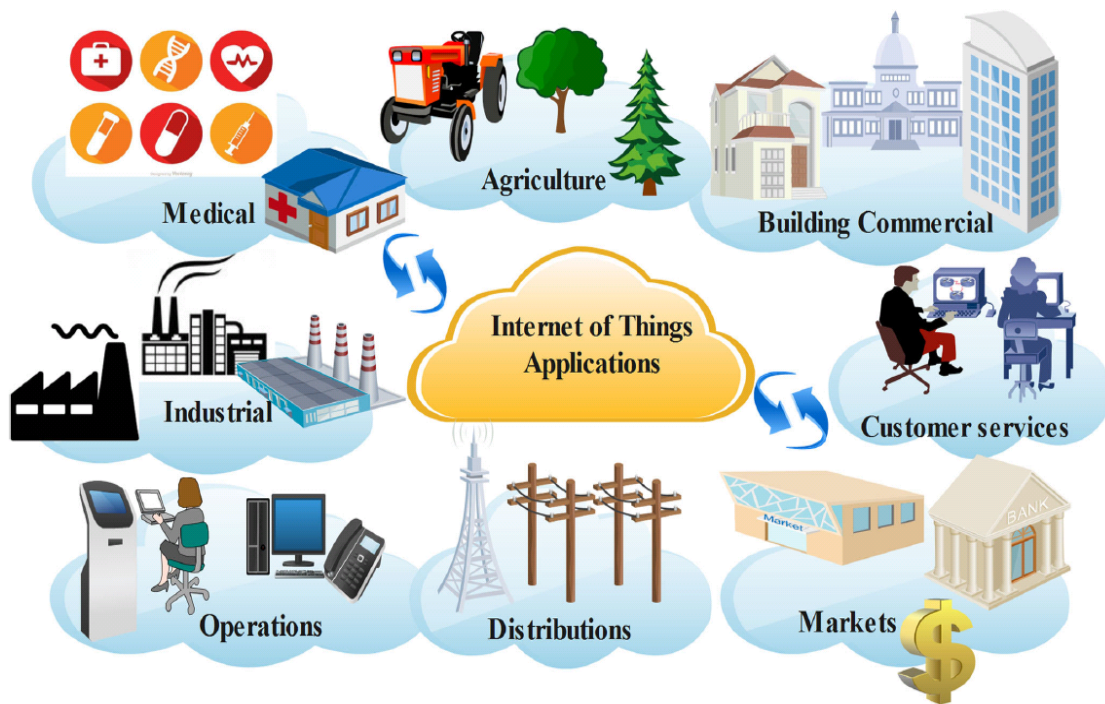 Agriculture
Medical
Building Commercial
Internet of Things
Applications
Industrial
Customer services
Market
BANK
Operations
Distributions
Markets